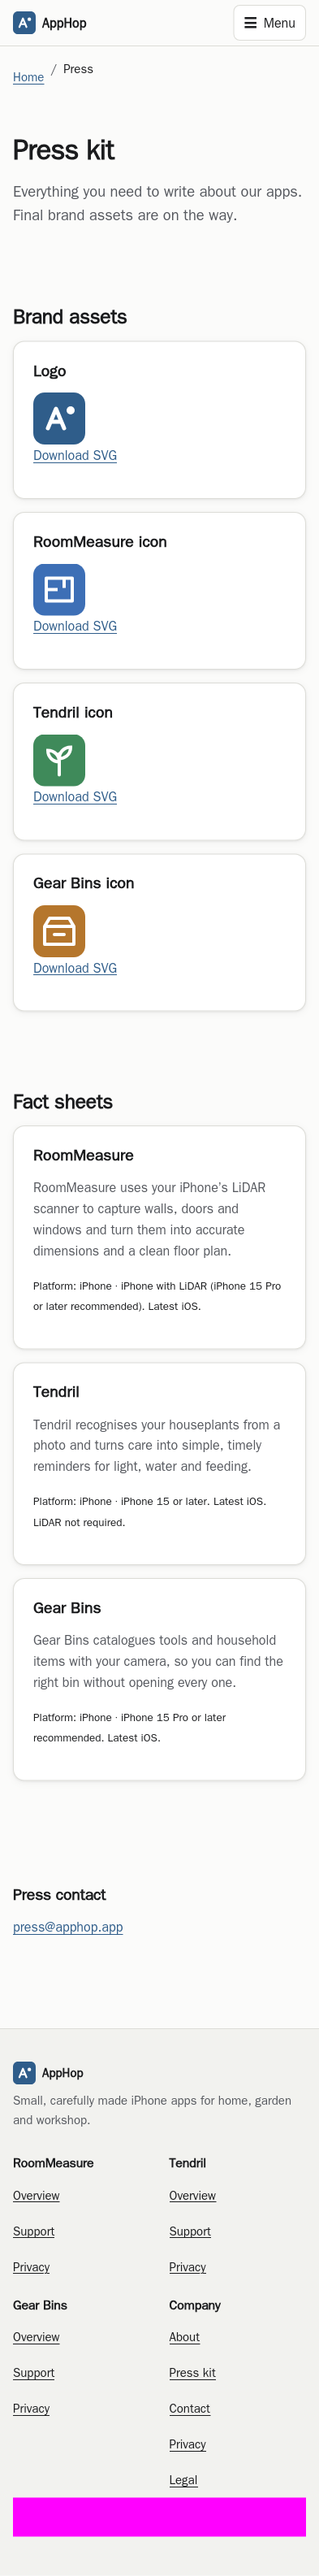 AppHop
Menu
Home / Press
Press kit
Everything you need to write about our apps.
Final brand assets are on the way.
Brand assets
Logo
Download SVG
RoomMeasure icon
Download SVG
Tendril icon
Download SVG
Gear Bins icon
Download SVG
Fact sheets
RoomMeasure
RoomMeasure uses your iPhone's LiDAR
scanner to capture walls, doors and
windows and turn them into accurate
dimensions and a clean floor plan.
Platform: iPhone · iPhone with LiDAR (iPhone 15 Pro
or later recommended). Latest iOS.
Tendril
Tendril recognises your houseplants from a
photo and turns care into simple, timely
reminders for light, water and feeding.
Platform: iPhone · iPhone 15 or later. Latest iOS.
LiDAR not required.
Gear Bins
Gear Bins catalogues tools and household
items with your camera, so you can find the
right bin without opening every one.
Platform: iPhone · iPhone 15 Pro or later
recommended. Latest iOS.
Press contact
press@apphop.app
AppHop
Small, carefully made iPhone apps for home, garden
and workshop.
RoomMeasure
Overview
Support
Privacy
Tendril
Overview
Support
Privacy
Gear Bins
Overview
Support
Privacy
Company
About
Press kit
Contact
Privacy
Legal